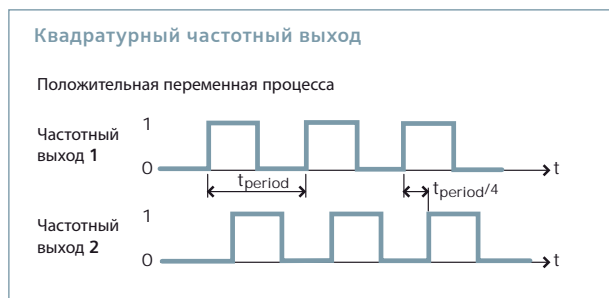 Квадратурный частотный выход
Положительная переменная процесса
Частотный
выход 1
1
0
t
tperiod
tperiod/4
Частотный
выход 2
1
0
t